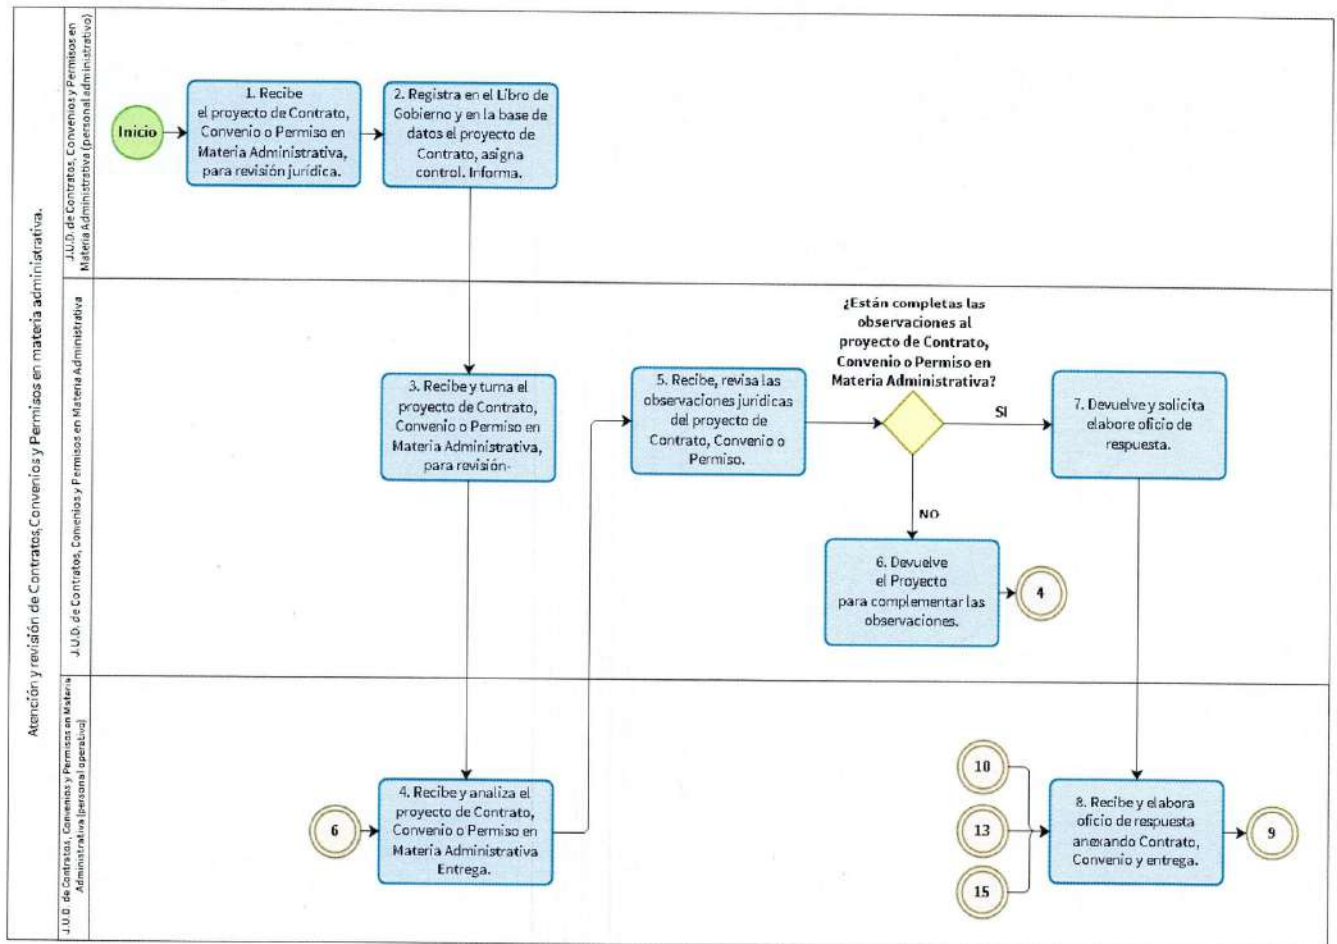 Atención y revisión de Contratos,Convenios y Permisos en materia administrativa.
J.U.D. de Contratos, Convenios y Permisos en
Materia Administrativa (personal administrativo)
Inicio
1. Recibe
el proyecto de Contrato,
Convenio o Permiso en
Materia Administrativa,
para revisión jurídica.
2. Registra en el Libro de
Gobierno y en la base de
datos el proyecto de
Contrato, asigna
control. Informa.
J.U.D. de Contratos, Convenios y Permisos en Materia Administrativa
3. Recibe y turna el
proyecto de Contrato,
Convenio o Permiso en
Materia Administrativa,
para revisión-
5. Recibe, revisa las
observaciones jurídicas
del proyecto de
Contrato, Convenio o
Permiso.
¿Están completas las
observaciones al
proyecto de Contrato,
Convenio o Permiso en
Materia Administrativa?
SI
7. Devuelve y solicita
elabore oficio de
respuesta.
NO
6. Devuelve
el Proyecto
para complementar las
observaciones.
4
J.U.D. de Contratos, Convenios y Permisos en Materia
Administrativa (personal operativo)
6
4. Recibe y analiza el
proyecto de Contrato,
Convenio o Permiso en
Materia Administrativa
Entrega.
10
13
15
8. Recibe y elabora
oficio de respuesta
anexando Contrato,
Convenio y entrega.
9